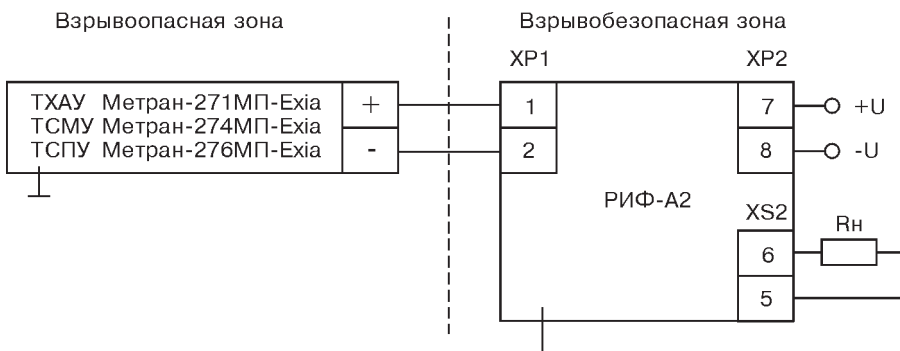 Взрывоопасная зона
Взрывобезопасная зона
XP1
XP2
ТХАУ Метран-271МП-Exia
ТСМУ Метран-274МП-Exia
ТСПУ Метран-276МП-Exia
+
-
1
2
7
8
+U
-U
РИФ-А2
XS2
6
5
Rн